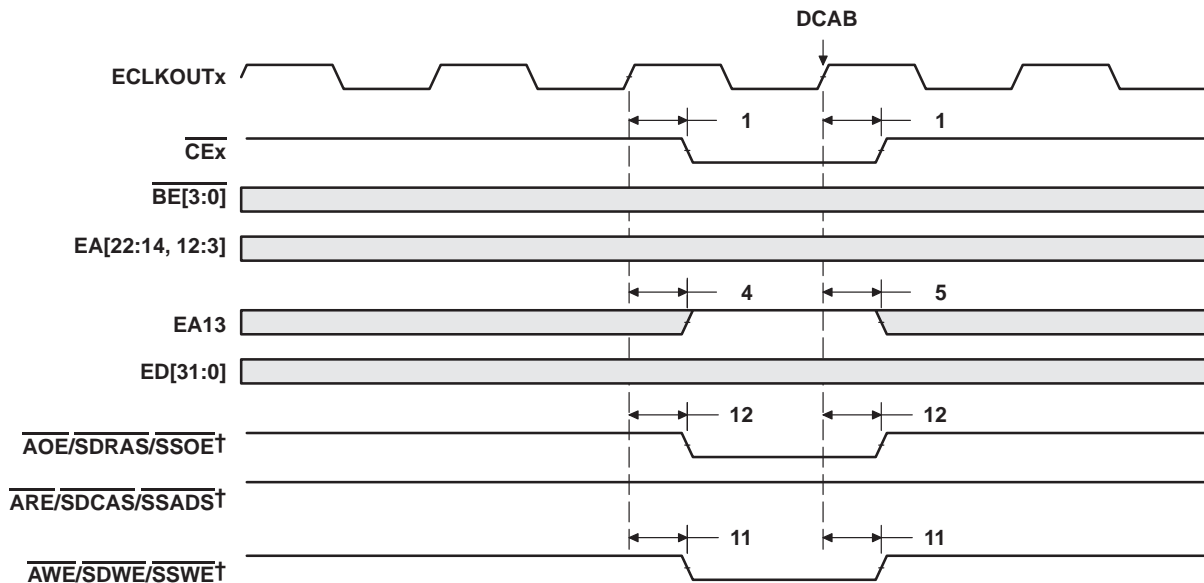 DCAB
ECLKOUTx
1 1
CEx
BE[3:0]
EA[22:14, 12:3]
4 5
EA13
ED[31:0]
12 12
AOE/SDRAS/SSOE†
ARE/SDCAS/SSADS†
11 11
AWE/SDWE/SSWE†